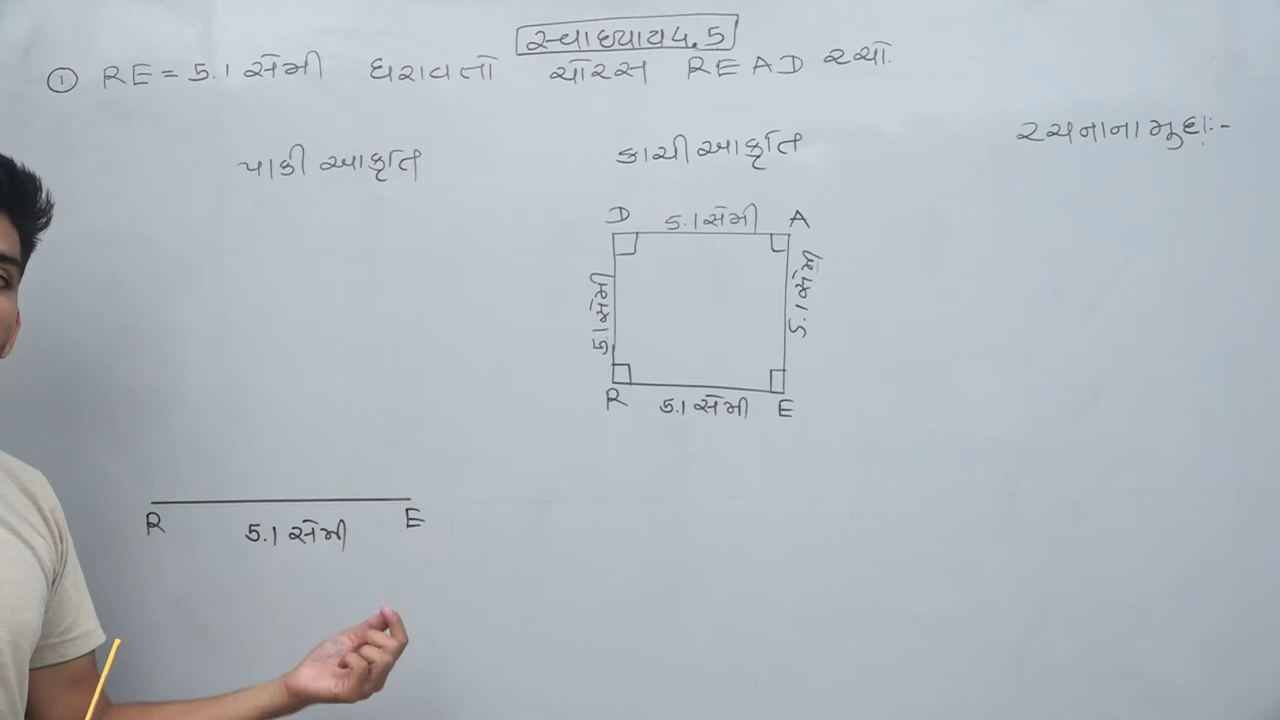 સ્વાધ્યાય 4.5
① RE = 5.1 સેમી ધરાવતો ચોરસ READ રચો.
પાકી આકૃતિ
કાચી આકૃતિ
રચનાના મુદ્દા:-
D 5.1 સેમી A
5.1 સેમી
5.1 સેમી
R 5.1 સેમી E
R 5.1 સેમી E